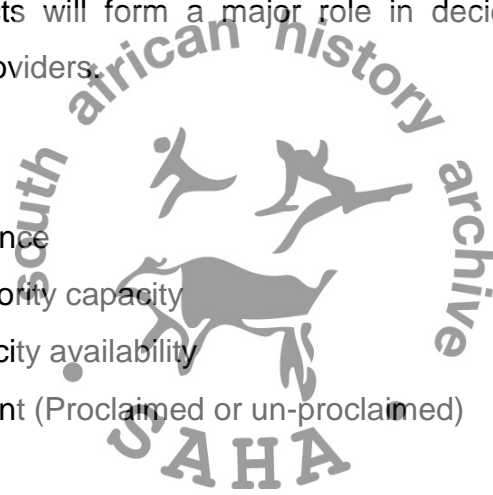 cts will form a major role in deci
oviders.
south african history archive
nce
ority capacity
city availability
nt (Proclaimed or un-proclaimed)
SAHA